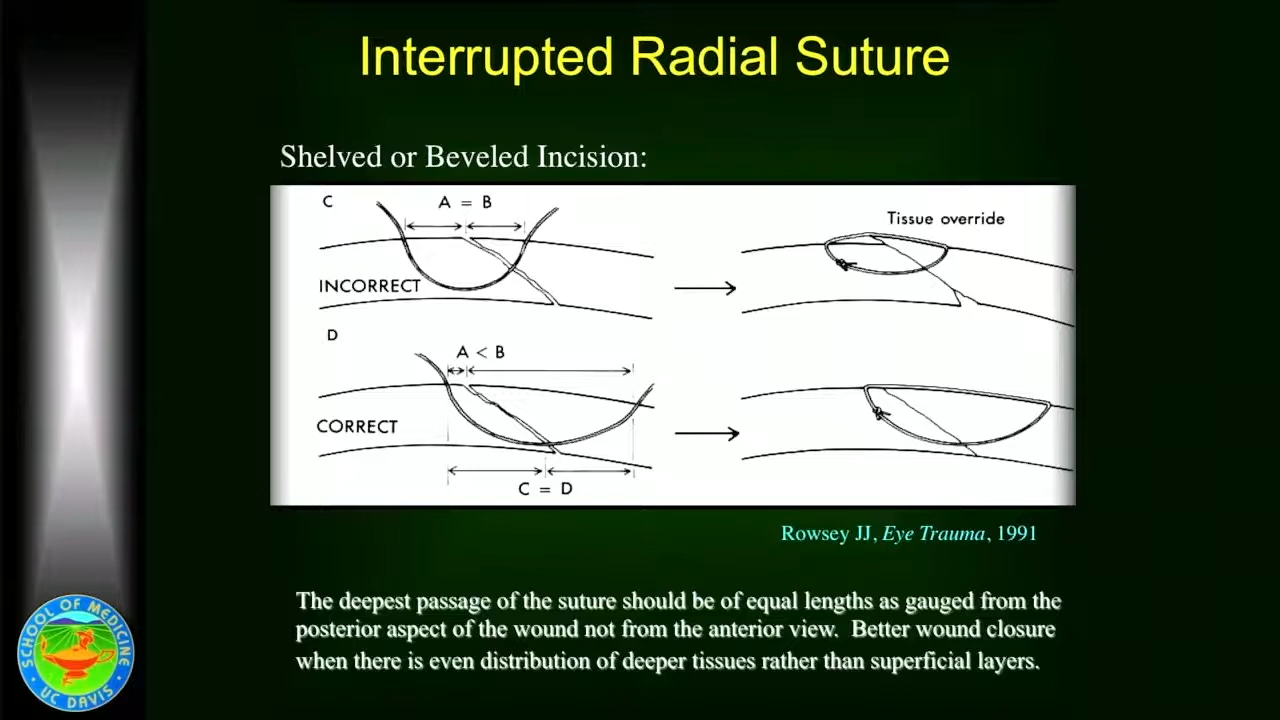 Interrupted Radial Suture
Shelved or Beveled Incision:
C
A = B
INCORRECT
Tissue override
D
A < B
CORRECT
C = D
Rowsey JJ, Eye Trauma, 1991
The deepest passage of the suture should be of equal lengths as gauged from the
posterior aspect of the wound not from the anterior view.  Better wound closure
when there is even distribution of deeper tissues rather than superficial layers.
SCHOOL OF MEDICINE
UC DAVIS